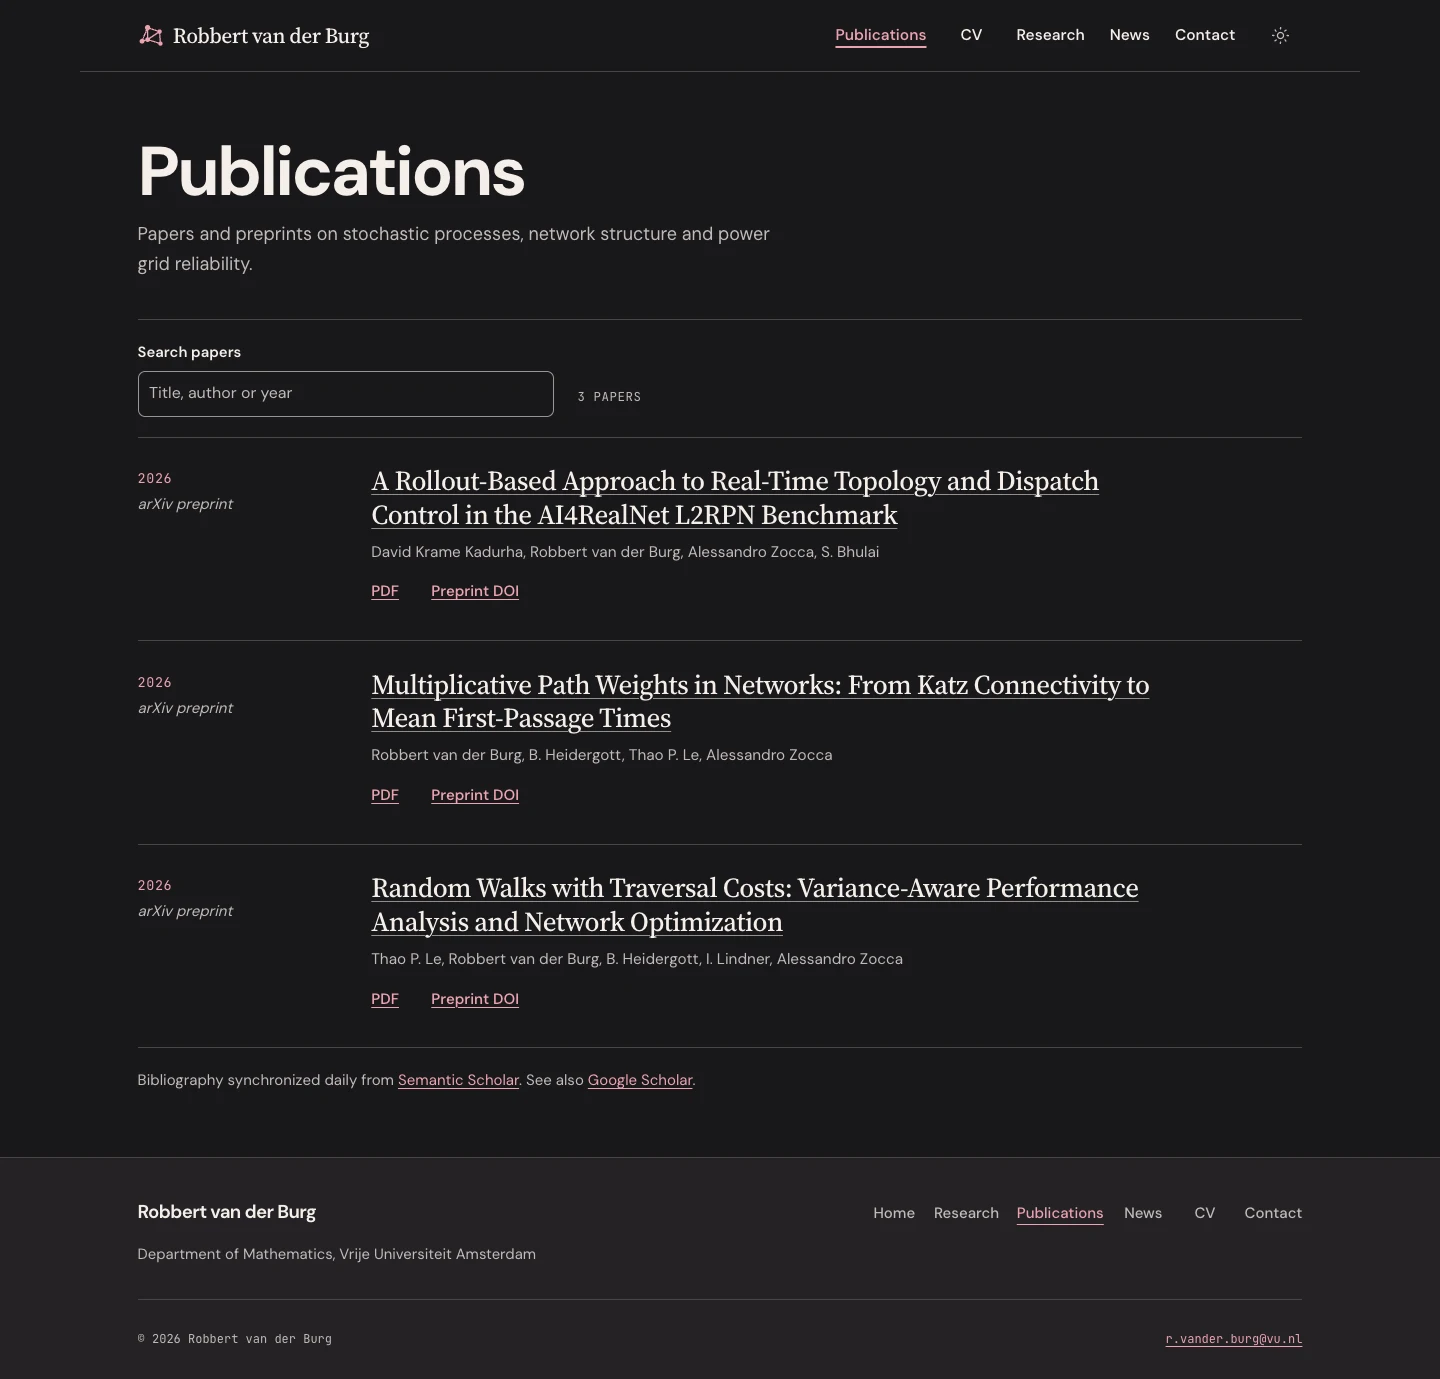 Robbert van der Burg
Publications CV Research News Contact
Publications
Papers and preprints on stochastic processes, network structure and power
grid reliability.
Search papers
Title, author or year
3 PAPERS
2026
arXiv preprint
A Rollout-Based Approach to Real-Time Topology and Dispatch
Control in the AI4RealNet L2RPN Benchmark
David Krame Kadurha, Robbert van der Burg, Alessandro Zocca, S. Bhulai
PDF Preprint DOI
2026
arXiv preprint
Multiplicative Path Weights in Networks: From Katz Connectivity to
Mean First-Passage Times
Robbert van der Burg, B. Heidergott, Thao P. Le, Alessandro Zocca
PDF Preprint DOI
2026
arXiv preprint
Random Walks with Traversal Costs: Variance-Aware Performance
Analysis and Network Optimization
Thao P. Le, Robbert van der Burg, B. Heidergott, I. Lindner, Alessandro Zocca
PDF Preprint DOI
Bibliography synchronized daily from Semantic Scholar. See also Google Scholar.
Robbert van der Burg
Home Research Publications News CV Contact
Department of Mathematics, Vrije Universiteit Amsterdam
© 2026 Robbert van der Burg
r.vander.burg@vu.nl